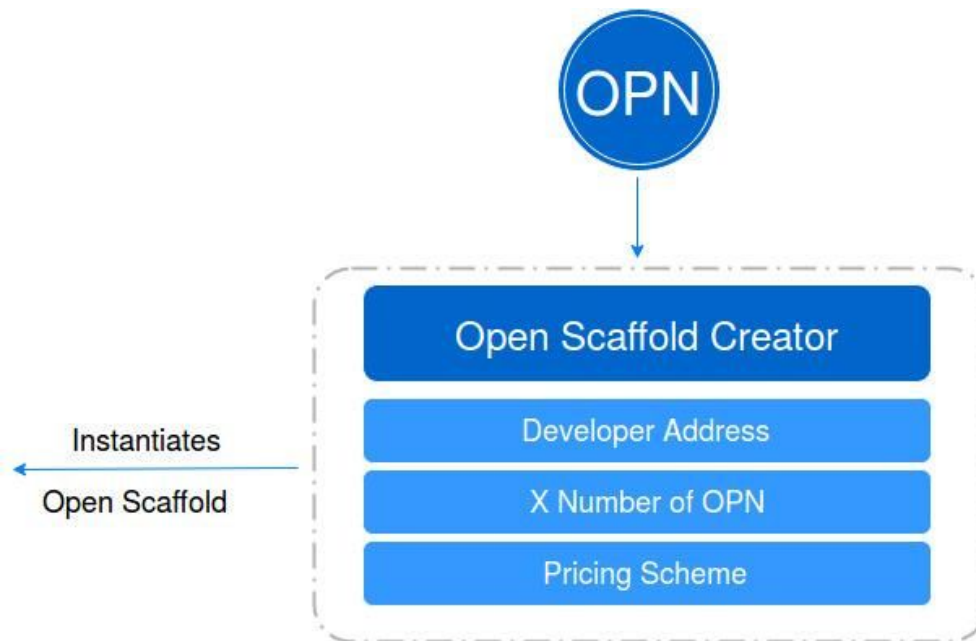 OPN
Open Scaffold Creator
Developer Address
X Number of OPN
Pricing Scheme
Instantiates
Open Scaffold